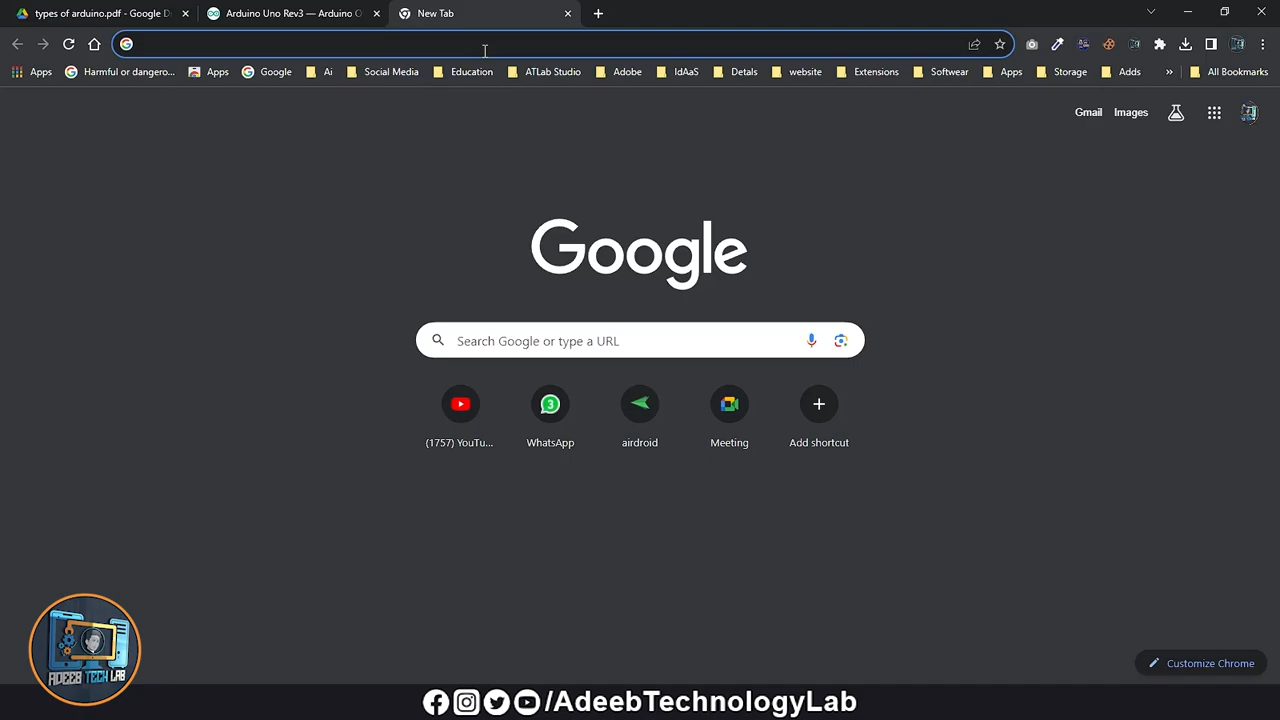 types of arduino.pdf - Google D
Arduino Uno Rev3 — Arduino O
New Tab
Apps
Harmful or dangero...
Apps
Google
Ai
Social Media
Education
ATLab Studio
Adobe
IdAaS
Detals
website
Extensions
Softwear
Apps
Storage
Adds
»
All Bookmarks
Gmail
Images
Google
Search Google or type a URL
3
(1757) YouTu...
WhatsApp
airdroid
Meeting
Add shortcut
Customize Chrome
ADEEB TECH LAB
/AdeebTechnologyLab